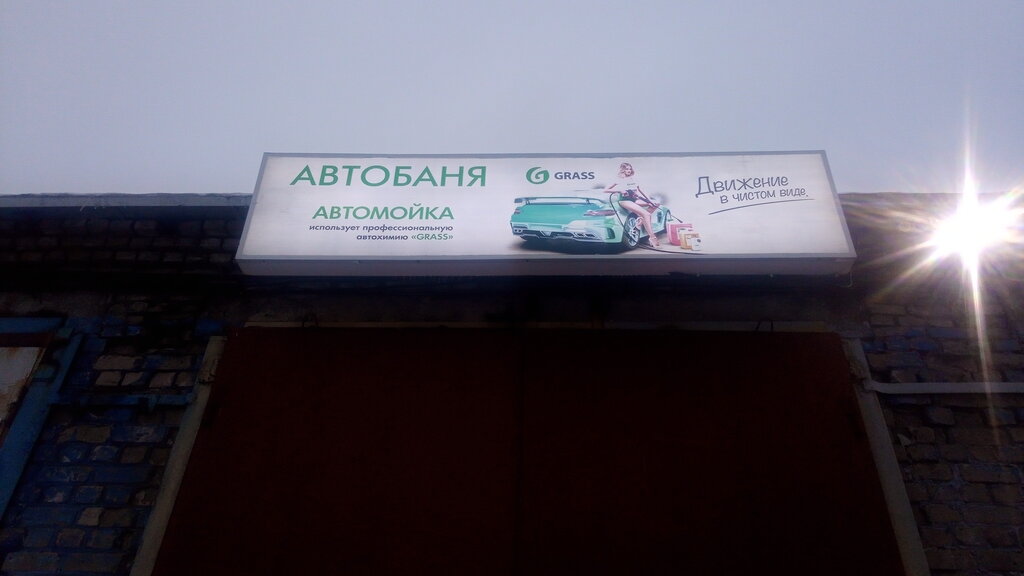 АВТОБАНЯ
АВТОМОЙКА
использует профессиональную
автохимию «GRASS»
GRASS
Движение
в чистом виде.